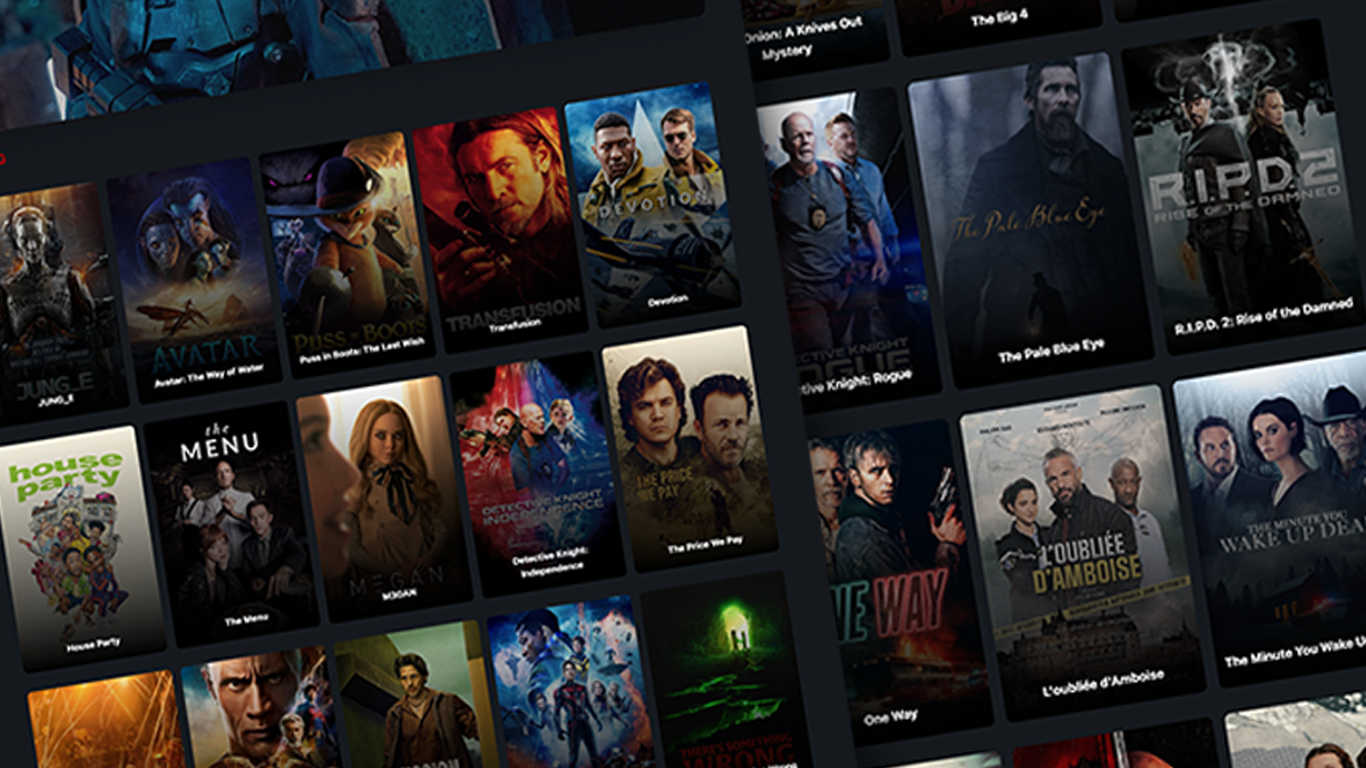 Onion: A Knives Out
Mystery
The Big 4
JUNG_E
JUNG_E
AVATAR
Avatar: The Way of Water
PUSS IN BOOTS
Puss in Boots: The Last Wish
TRANSFUSION
Transfusion
DEVOTION
Devotion
house
party
House Party
the
MENU
The Menu
M3GAN
M3GAN
DETECTIVE KNIGHT
INDEPENDENCE
Detective Knight:
Independence
THE PRICE
WE PAY
The Price We Pay
THERE'S SOMETHING
WRONG
CTIVE KNIGHT
ROGUE
tive Knight: Rogue
The Pale Blue Eye
The Pale Blue Eye
R.I.P.D.2
RISE OF THE DAMNED
R.I.P.D. 2: Rise of the Damned
NE WAY
One Way
L'OUBLIÉE
D'AMBOISE
L'oubliée d'Amboise
THE MINUTE YOU
WAKE UP DEA
The Minute You Wake U